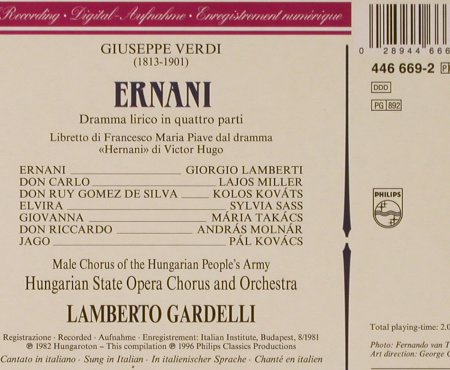 Recording · Digital-Aufnahme · Enregistrement numérique
GIUSEPPE VERDI
(1813-1901)
ERNANI
Dramma lirico in quattro parti
Libretto di Francesco Maria Piave dal dramma
«Hernani» di Victor Hugo
ERNANI GIORGIO LAMBERTI
DON CARLO LAJOS MILLER
DON RUY GOMEZ DE SILVA KOLOS KOVÁTS
ELVIRA SYLVIA SASS
GIOVANNA MÁRIA TAKÁCS
DON RICCARDO ANDRÁS MOLNÁR
JAGO PÁL KOVÁCS
Male Chorus of the Hungarian People's Army
Hungarian State Opera Chorus and Orchestra
LAMBERTO GARDELLI
Registrazione · Recorded · Aufnahme · Enregistrement: Italian Institute, Budapest, 8/1981
℗ 1982 Hungaroton – This compilation ℗ 1996 Philips Classics Productions
Cantato in italiano · Sung in Italian · In italienischer Sprache · Chanté en italien
0 28944 666
446 669-2 P
DDD
PG 892
PHILIPS
Total playing-time: 2.0
Photo: Fernando van T
Art direction: George C